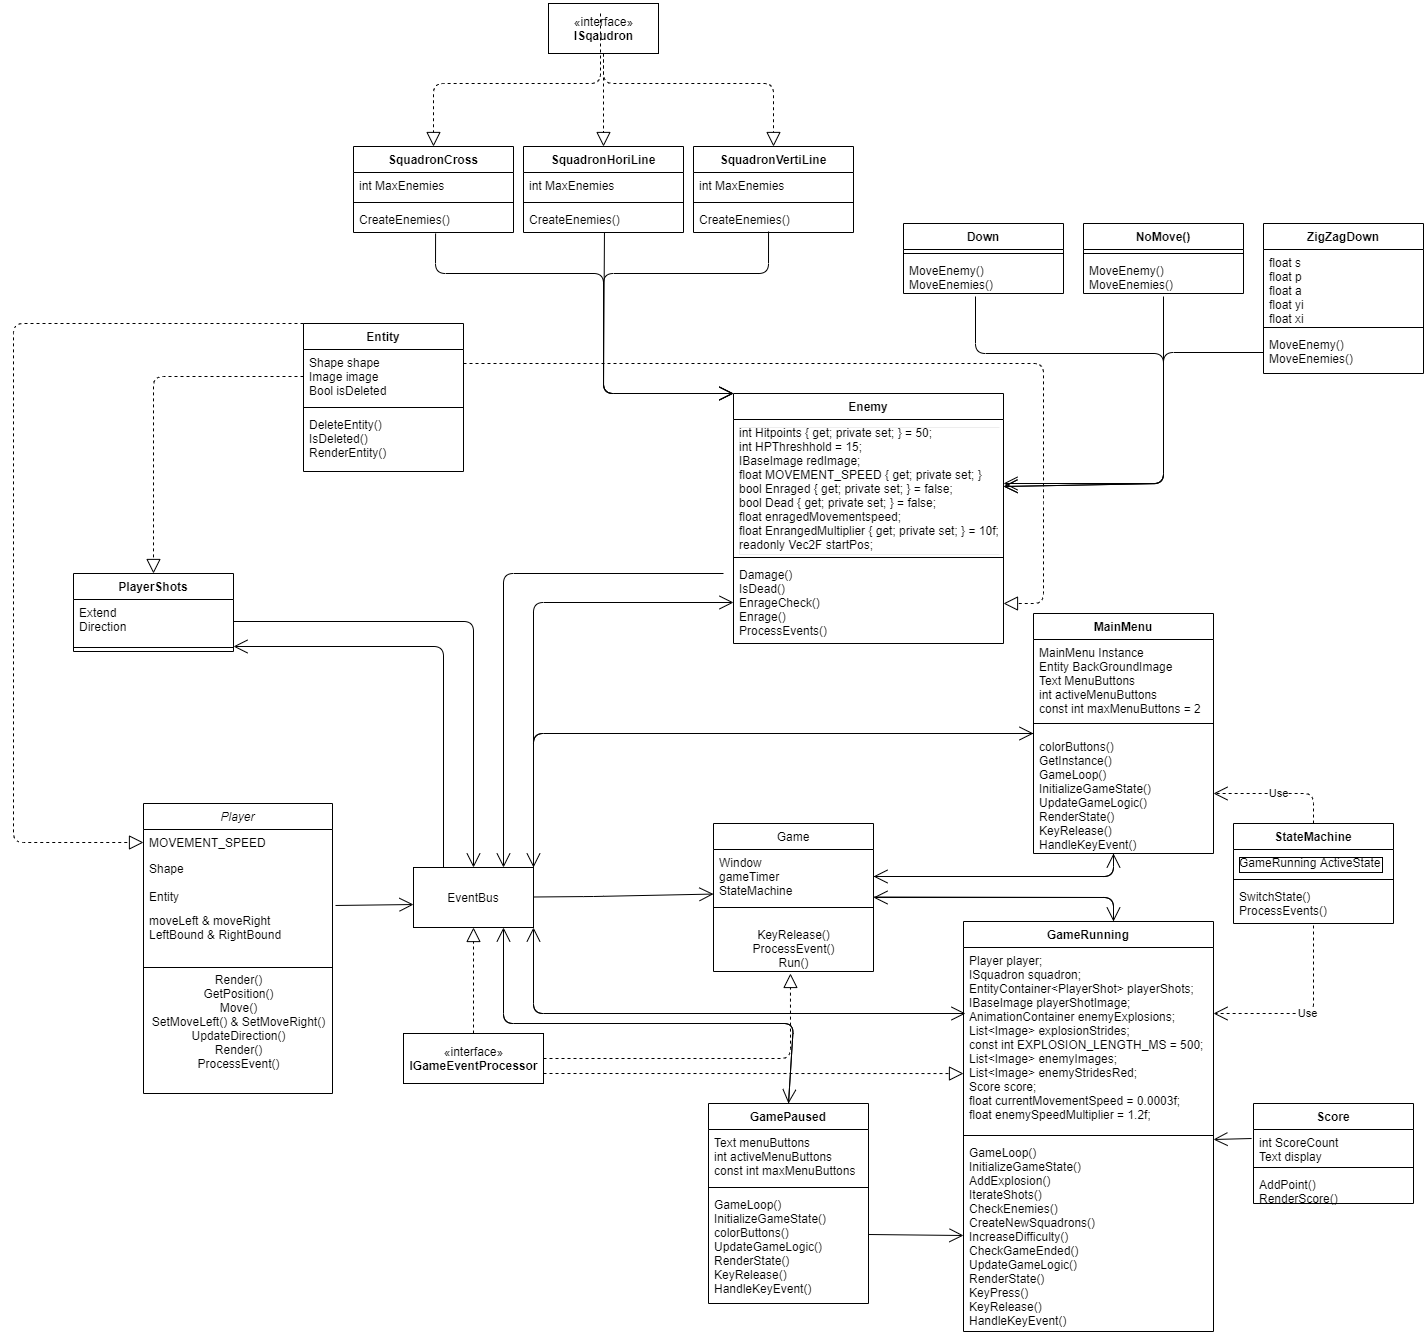 «interface»
ISqaudron
SquadronCross
int MaxEnemies
CreateEnemies()
SquadronHoriLine
int MaxEnemies
CreateEnemies()
SquadronVertiLine
int MaxEnemies
CreateEnemies()
Down
MoveEnemy()
MoveEnemies()
NoMove()
MoveEnemy()
MoveEnemies()
ZigZagDown
float s
float p
float a
float yi
float xi
MoveEnemy()
MoveEnemies()
Entity
Shape shape
Image image
Bool isDeleted
DeleteEntity()
IsDeleted()
RenderEntity()
Enemy
int Hitpoints { get; private set; } = 50;
int HPThreshhold = 15;
IBaseImage redImage;
float MOVEMENT_SPEED { get; private set; }
bool Enraged { get; private set; } = false;
bool Dead { get; private set; } = false;
float enragedMovementspeed;
float EnrangedMultiplier { get; private set; } = 10f;
readonly Vec2F startPos;
Damage()
IsDead()
EnrageCheck()
Enrage()
ProcessEvents()
PlayerShots
Extend
Direction
MainMenu
MainMenu Instance
Entity BackGroundImage
Text MenuButtons
int activeMenuButtons
const int maxMenuButtons = 2
colorButtons()
GetInstance()
GameLoop()
InitializeGameState()
UpdateGameLogic()
RenderState()
KeyRelease()
HandleKeyEvent()
Use
StateMachine
GameRunning ActiveState
SwitchState()
ProcessEvents()
Use
Player
MOVEMENT_SPEED
Shape
Entity
moveLeft & moveRight
LeftBound & RightBound
Render()
GetPosition()
Move()
SetMoveLeft() & SetMoveRight()
UpdateDirection()
Render()
ProcessEvent()
EventBus
Game
Window
gameTimer
StateMachine
KeyRelease()
ProcessEvent()
Run()
«interface»
IGameEventProcessor
GameRunning
Player player;
ISquadron squadron;
EntityContainer<PlayerShot> playerShots;
IBaseImage playerShotImage;
AnimationContainer enemyExplosions;
List<Image> explosionStrides;
const int EXPLOSION_LENGTH_MS = 500;
List<Image> enemyImages;
List<Image> enemyStridesRed;
Score score;
float currentMovementSpeed = 0.0003f;
float enemySpeedMultiplier = 1.2f;
GameLoop()
InitializeGameState()
AddExplosion()
IterateShots()
CheckEnemies()
CreateNewSquadrons()
IncreaseDifficulty()
CheckGameEnded()
UpdateGameLogic()
RenderState()
KeyPress()
KeyRelease()
HandleKeyEvent()
GamePaused
Text menuButtons
int activeMenuButtons
const int maxMenuButtons
GameLoop()
InitializeGameState()
colorButtons()
UpdateGameLogic()
RenderState()
KeyRelease()
HandleKeyEvent()
Score
int ScoreCount
Text display
AddPoint()
RenderScore()